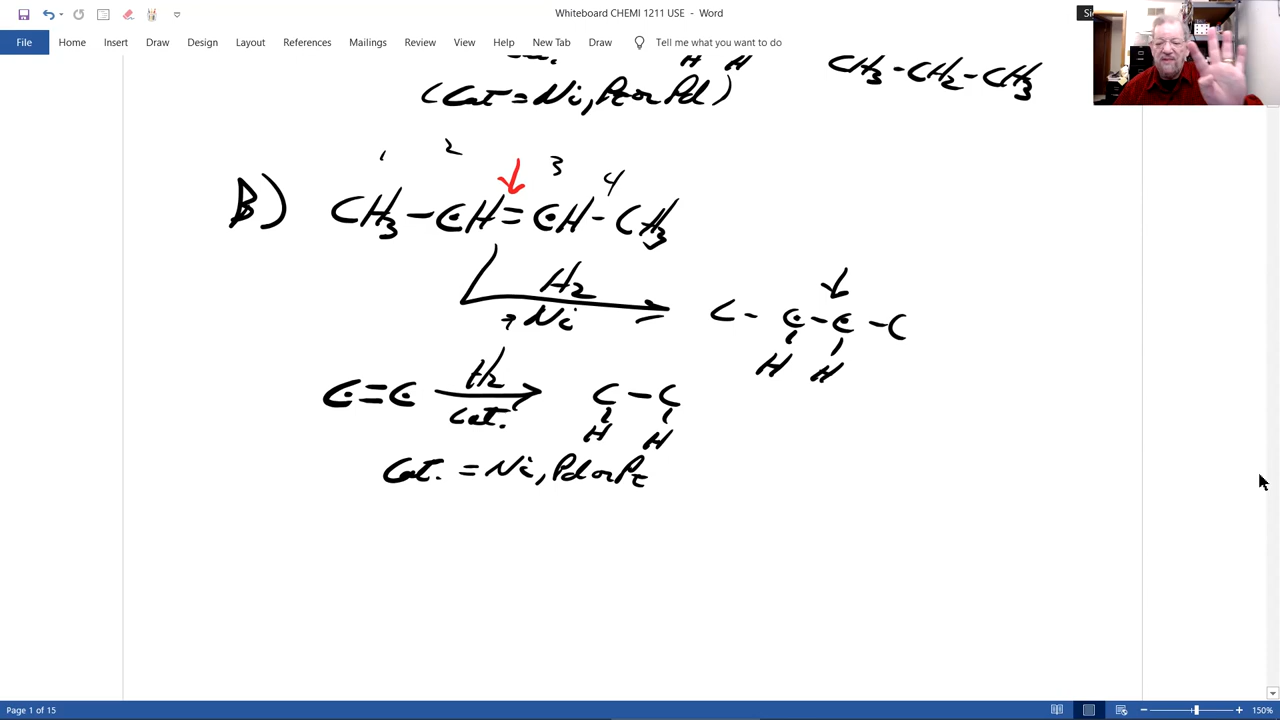 Whiteboard CHEMI 1211 USE - Word
Si
File Home Insert Draw Design Layout References Mailings Review View Help New Tab Draw Tell me what you want to do
H H
CH3-CH2-CH3
(Cat = Ni, Pt or Pd)
1 2 3 4
B) CH3-CH=CH-CH3
H2
Ni
C-C-C-C
H H
C=C H2 C-C
Cat.
H H
Cat. = Ni, Pd or Pt
Page 1 of 15
150%